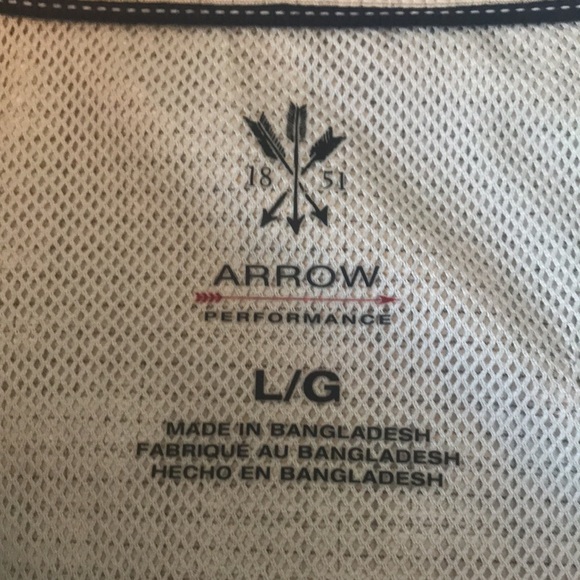 18 51
ARROW
PERFORMANCE
L/G
MADE IN BANGLADESH
FABRIQUÉ AU BANGLADESH
HECHO EN BANGLADESH